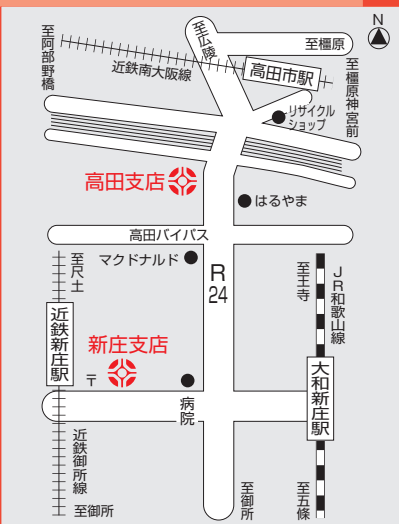 N
至阿部野橋
至広陵
至橿原
近鉄南大阪線
高田市駅
至橿原神宮前
リサイクル
ショップ
高田支店
はるやま
高田バイパス
至尺土
マクドナルド
R
24
至王寺
JR和歌山線
近鉄新庄駅
新庄支店
〒
病院
大和新庄駅
近鉄御所線
至御所
至御所
至五條